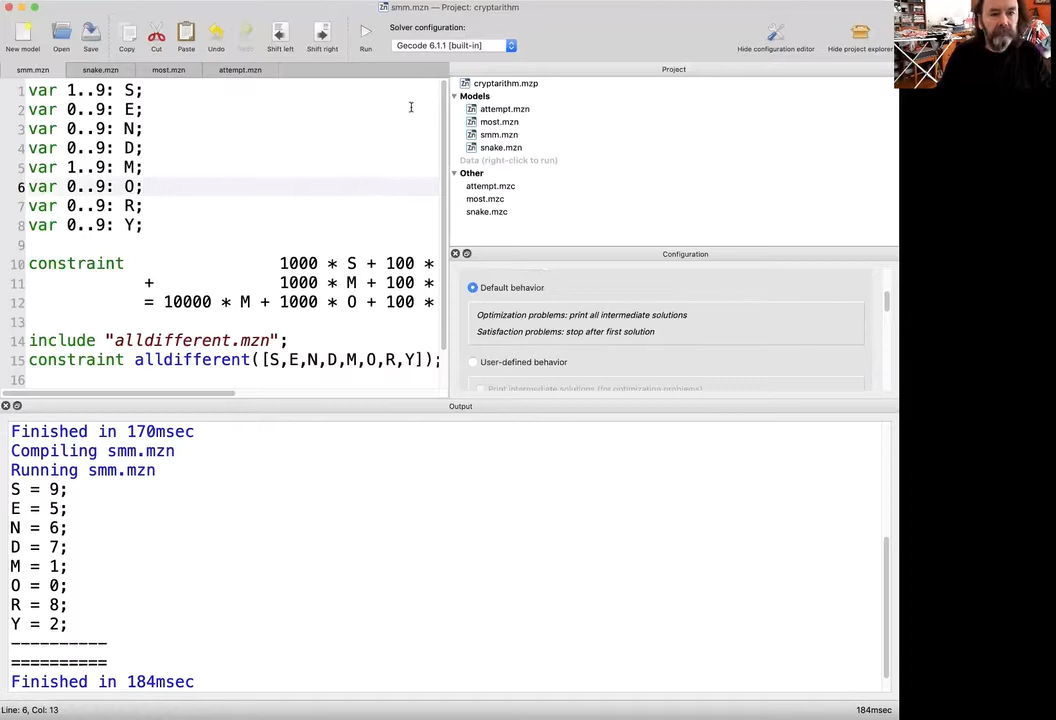 smm.mzn — Project: cryptarithm
New model
Open
Save
Copy
Cut
Paste
Undo
Shift left
Shift right
Run
Solver configuration:
Gecode 6.1.1 [built-in]
Hide configuration editor
Hide project explorer
smm.mzn
snake.mzn
most.mzn
attempt.mzn
1 var 1..9: S;
2 var 0..9: E;
3 var 0..9: N;
4 var 0..9: D;
5 var 1..9: M;
6 var 0..9: O;
7 var 0..9: R;
8 var 0..9: Y;
9
10 constraint 1000 * S + 100 *
11 + 1000 * M + 100 *
12 = 10000 * M + 1000 * O + 100 *
13
14 include "alldifferent.mzn";
15 constraint alldifferent([S,E,N,D,M,O,R,Y]);
16
Project
cryptarithm.mzp
Models
attempt.mzn
most.mzn
smm.mzn
snake.mzn
Data (right-click to run)
Other
attempt.mzc
most.mzc
snake.mzc
Configuration
Default behavior
Optimization problems: print all intermediate solutions
Satisfaction problems: stop after first solution
User-defined behavior
Print intermediate solutions (for optimization problems)
Output
Finished in 170msec
Compiling smm.mzn
Running smm.mzn
S = 9;
E = 5;
N = 6;
D = 7;
M = 1;
O = 0;
R = 8;
Y = 2;
----------
==========
Finished in 184msec
Line: 6, Col: 13
184msec